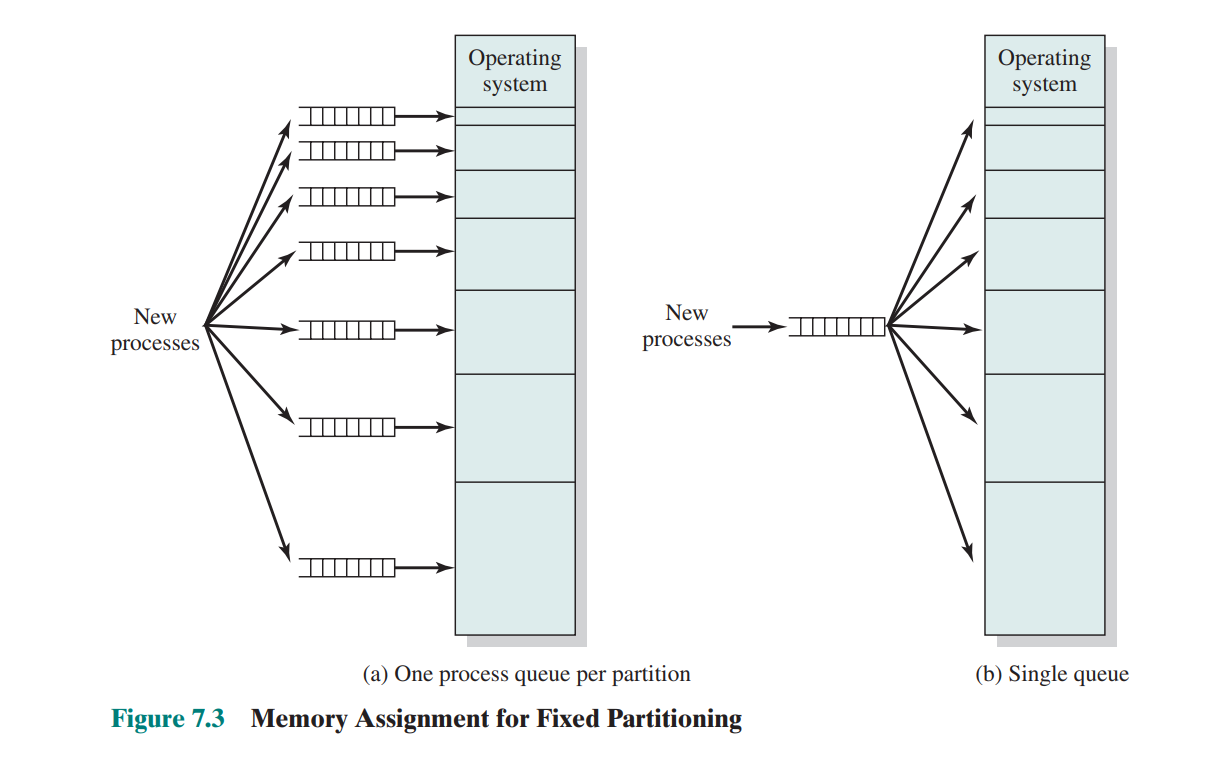 Operating
system
New
processes
(a) One process queue per partition
Operating
system
New
processes
(b) Single queue
Figure 7.3 Memory Assignment for Fixed Partitioning